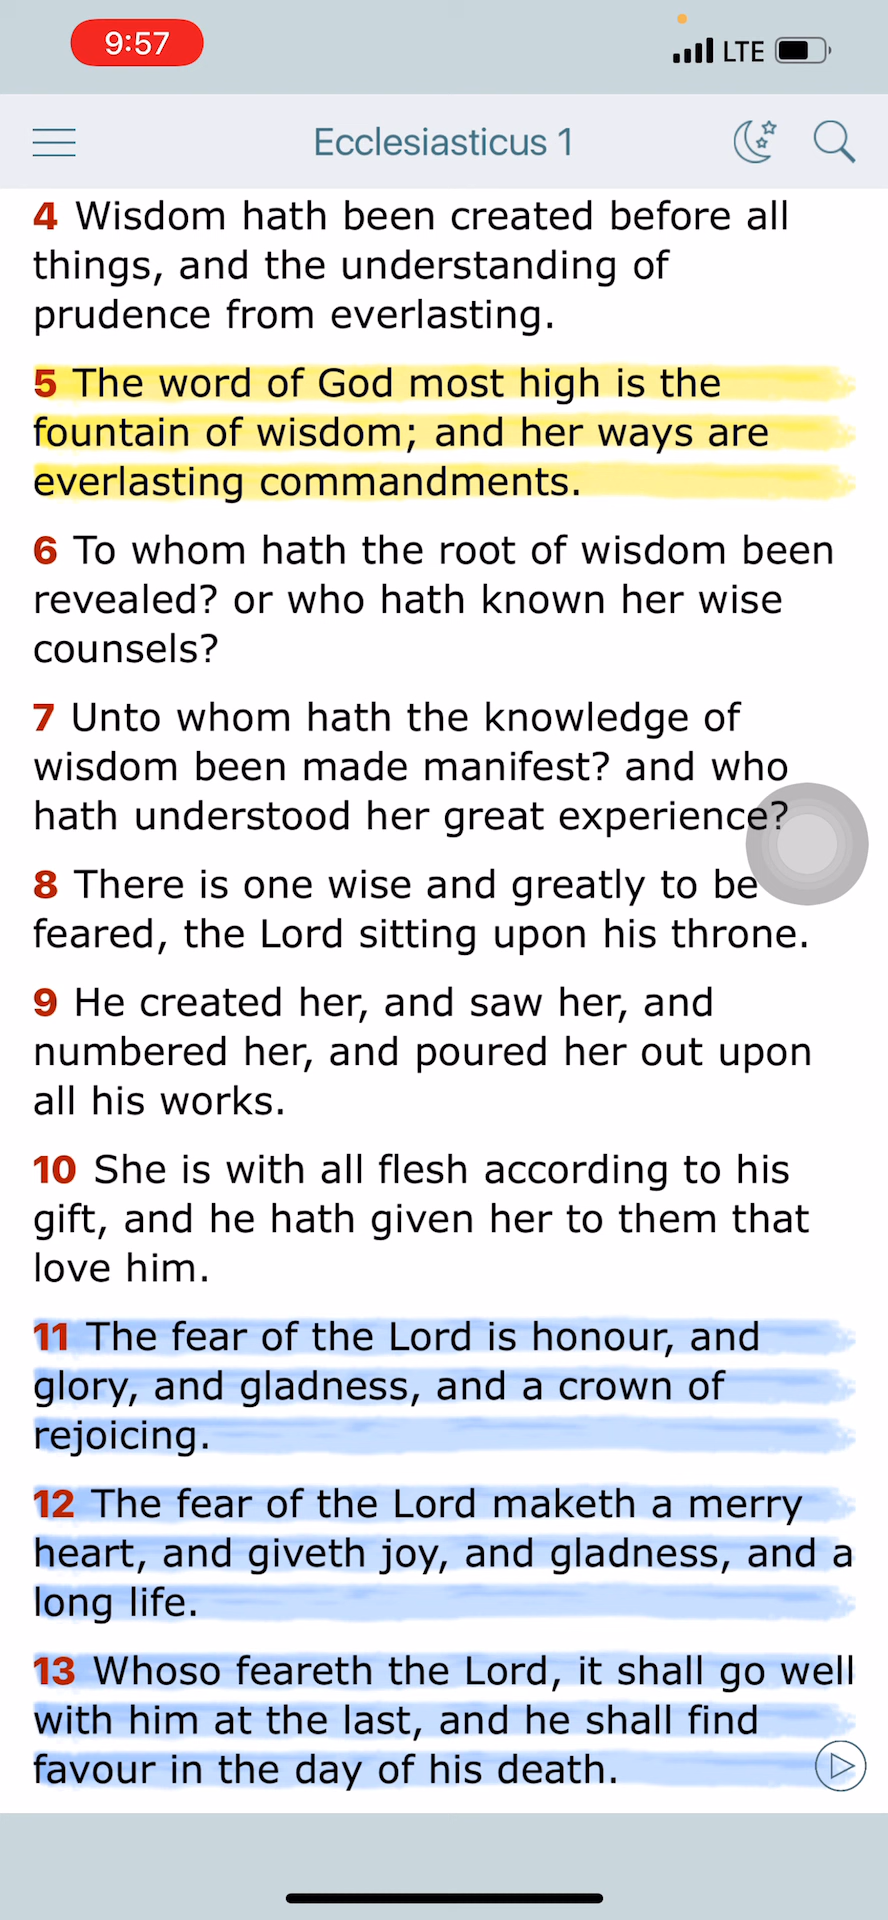 9:57
LTE
Ecclesiasticus 1
4 Wisdom hath been created before all
things, and the understanding of
prudence from everlasting.
5 The word of God most high is the
fountain of wisdom; and her ways are
everlasting commandments.
6 To whom hath the root of wisdom been
revealed? or who hath known her wise
counsels?
7 Unto whom hath the knowledge of
wisdom been made manifest? and who
hath understood her great experience?
8 There is one wise and greatly to be
feared, the Lord sitting upon his throne.
9 He created her, and saw her, and
numbered her, and poured her out upon
all his works.
10 She is with all flesh according to his
gift, and he hath given her to them that
love him.
11 The fear of the Lord is honour, and
glory, and gladness, and a crown of
rejoicing.
12 The fear of the Lord maketh a merry
heart, and giveth joy, and gladness, and a
long life.
13 Whoso feareth the Lord, it shall go well
with him at the last, and he shall find
favour in the day of his death.